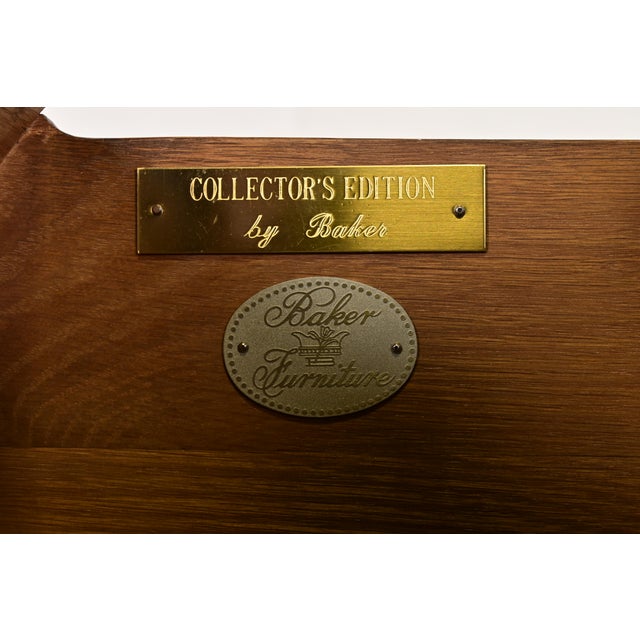 COLLECTOR'S EDITION
by Baker
Baker
Furniture